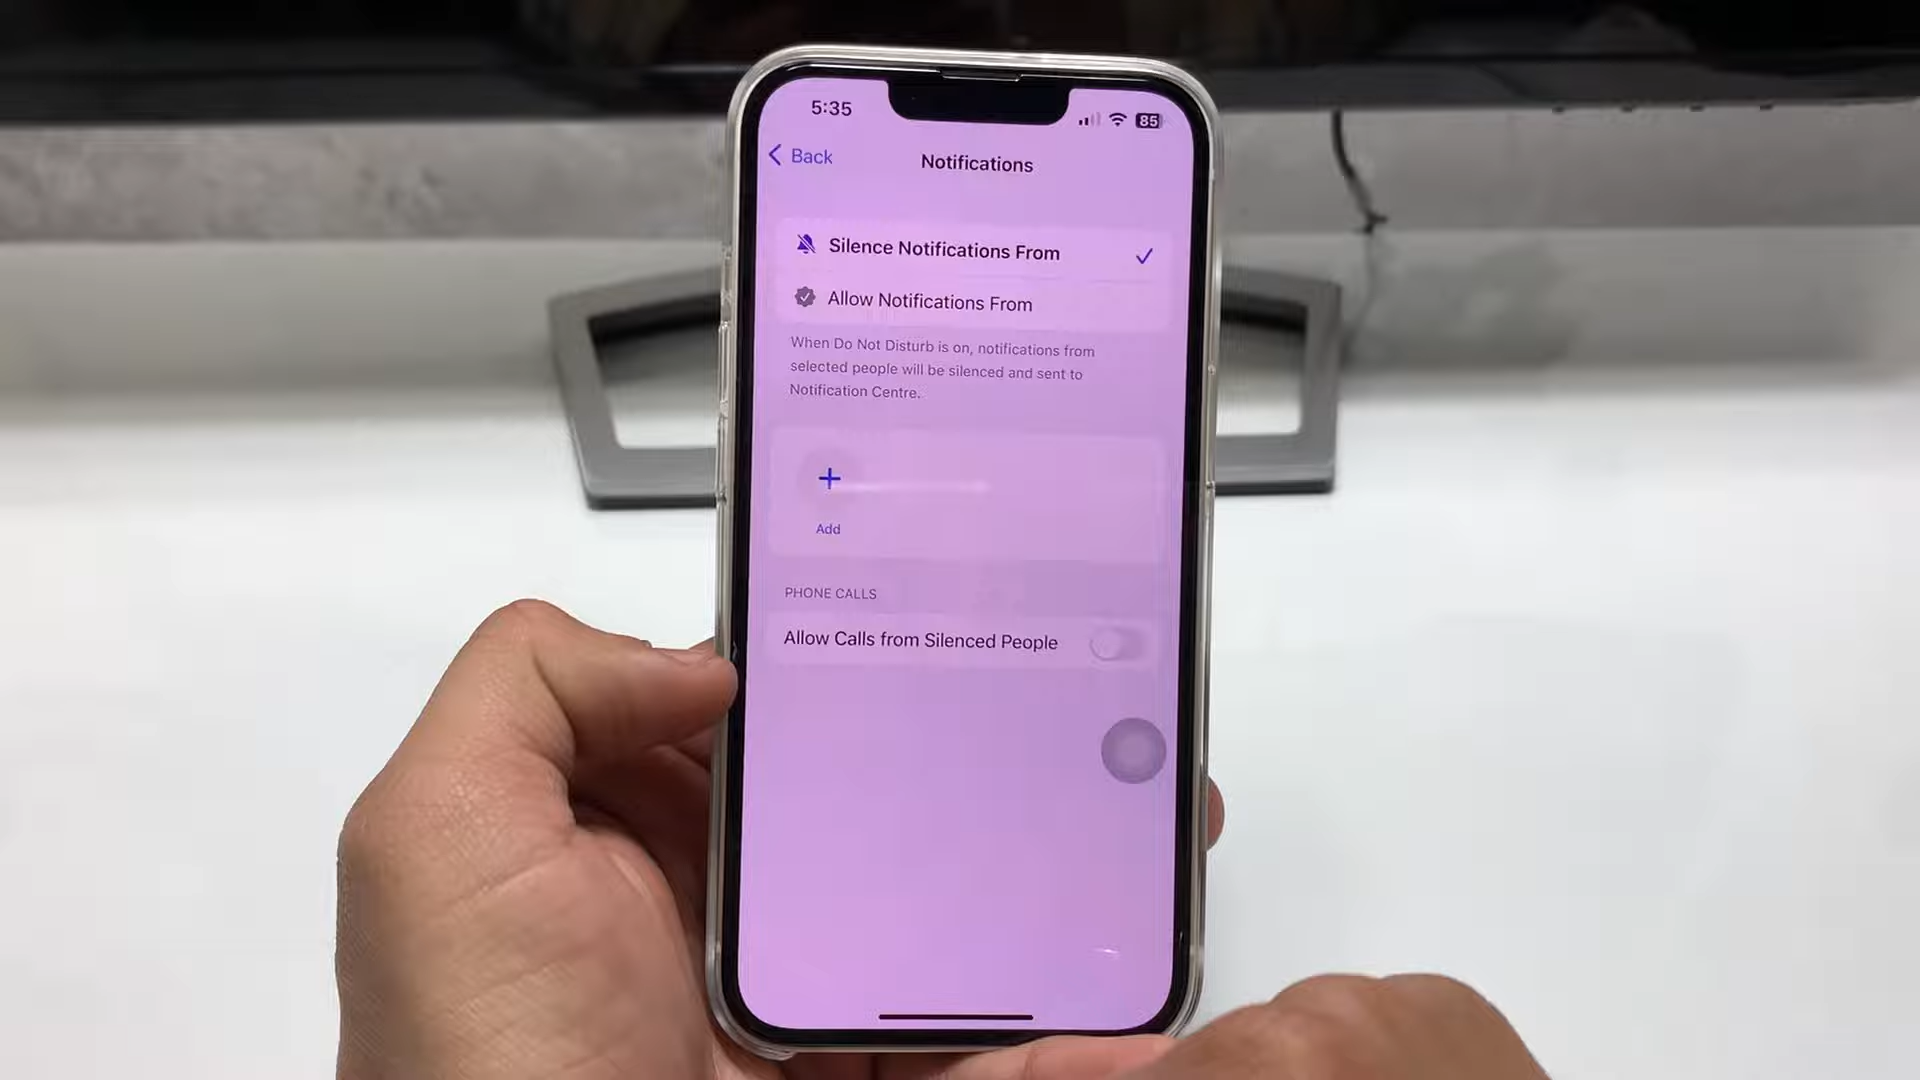 5:35
85
Back
Notifications
Silence Notifications From
Allow Notifications From
When Do Not Disturb is on, notifications from
selected people will be silenced and sent to
Notification Centre.
Add
PHONE CALLS
Allow Calls from Silenced People